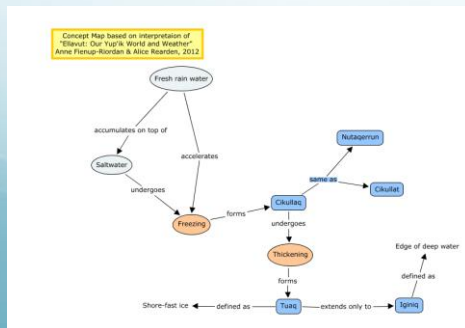 Concept Map based on interpretaion of
"Ellavut: Our Yup'ik World and Weather"
Anne Fienup-Riordan & Alice Rearden, 2012
Fresh rain water
accumulates on top of
accelerates
Saltwater
undergoes
Freezing
forms
Cikullaq
same as
Nutaqerrun
Cikullat
undergoes
Thickening
forms
Tuaq
defined as
Shore-fast ice
extends only to
Iginiq
defined as
Edge of deep water